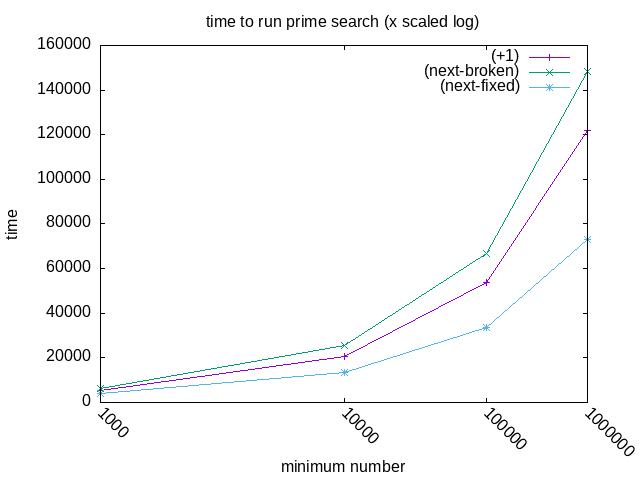 time to run prime search (x scaled log)
160000
140000
120000
100000
80000
60000
40000
20000
0
time
(+1)
(next-broken)
(next-fixed)
1000
10000
100000
1000000
minimum number